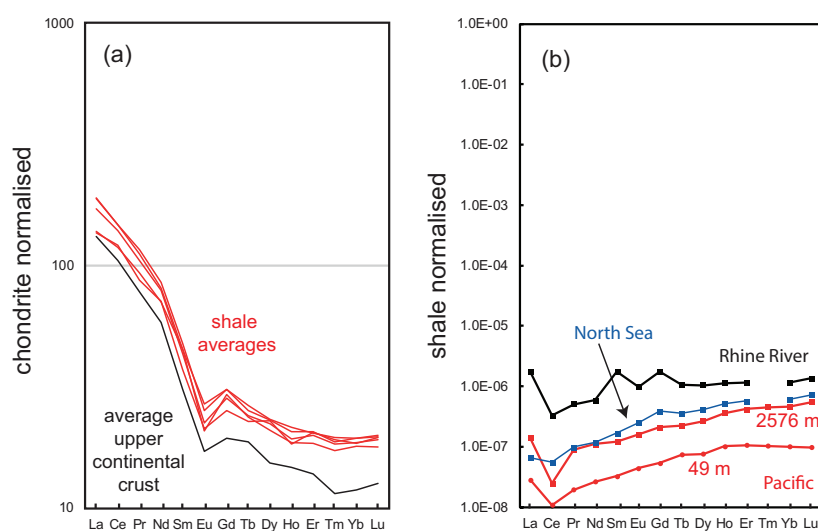 (a)
chondrite normalised
1000
100
10
shale
averages
average
upper
continental
crust
La Ce Pr Nd Sm Eu Gd Tb Dy Ho Er Tm Yb Lu
(b)
shale normalised
1.0E+00
1.0E-01
1.0E-02
1.0E-03
1.0E-04
1.0E-05
1.0E-06
1.0E-07
1.0E-08
North Sea
Rhine River
2576 m
49 m
Pacific
La Ce Pr Nd Sm Eu Gd Tb Dy Ho Er Tm Yb Lu